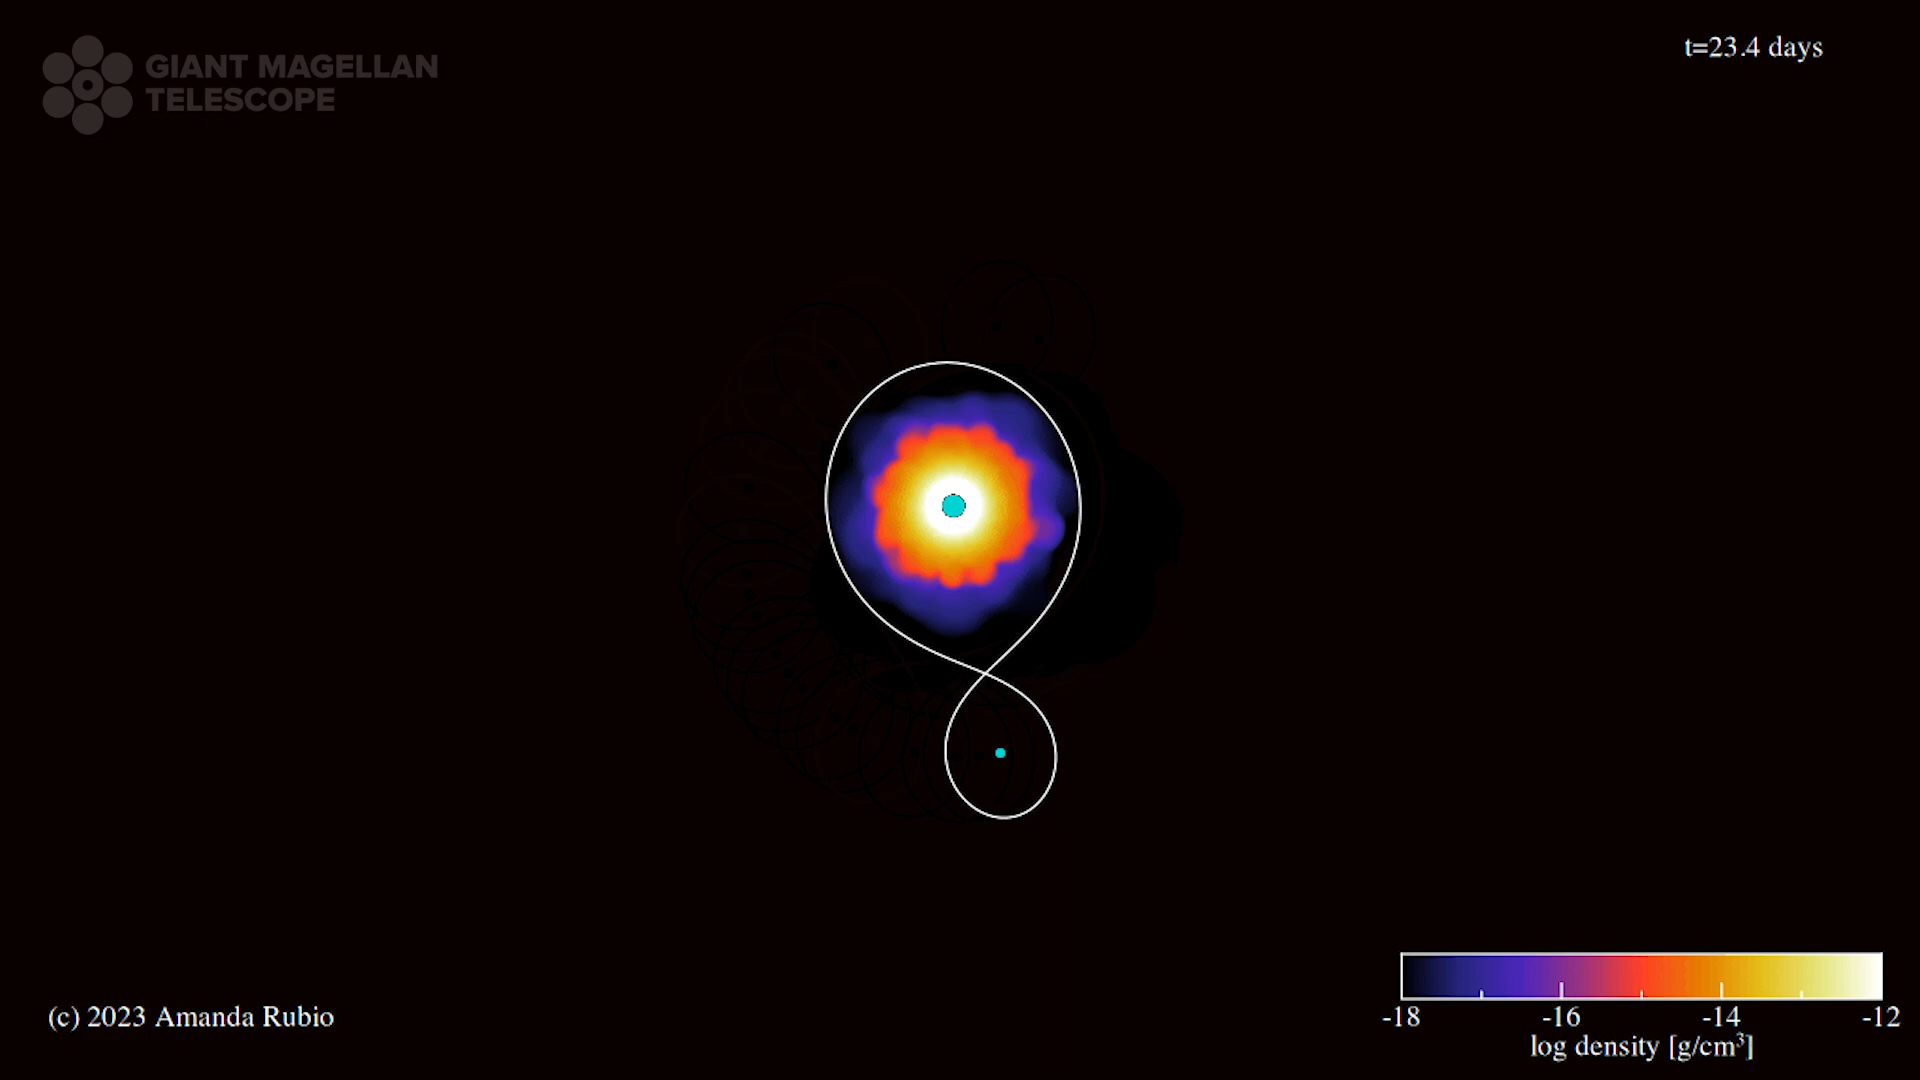 GIANT MAGELLAN
TELESCOPE
t=23.4 days
(c) 2023 Amanda Rubio
-18 -16 -14 -12
log density [g/cm³]